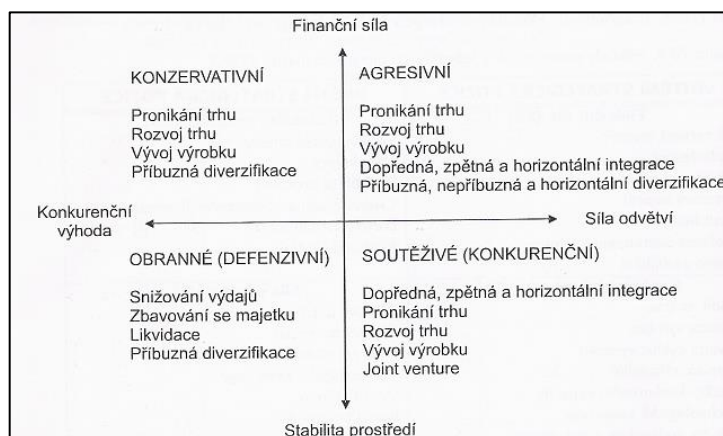 Finanční síla
KONZERVATIVNÍ
Pronikání trhu
Rozvoj trhu
Vývoj výrobku
Příbuzná diverzifikace
AGRESIVNÍ
Pronikání trhu
Rozvoj trhu
Vývoj výrobku
Dopředná, zpětná a horizontální integrace
Příbuzná, nepříbuzná a horizontální diverzifikace
Konkurenční
výhoda
Síla odvětví
OBRANNÉ (DEFENZIVNÍ)
Snižování výdajů
Zbavování se majetku
Likvidace
Příbuzná diverzifikace
SOUTĚŽIVÉ (KONKURENČNÍ)
Dopředná, zpětná a horizontální integrace
Pronikání trhu
Rozvoj trhu
Vývoj výrobku
Joint venture
Stabilita prostředí